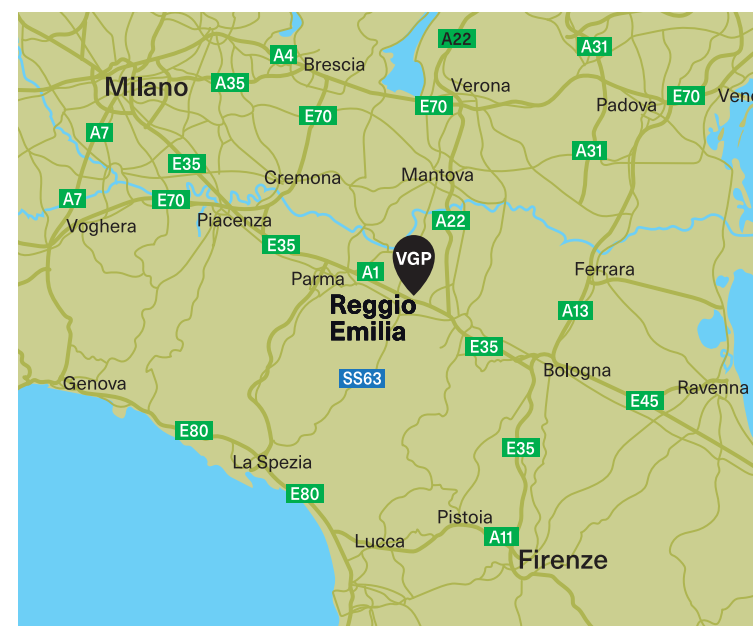 A22
A31
A4
Brescia
Milano
A35
Verona
E70
Padova
E70
Vene
E70
A7
A31
E35
Cremona
Mantova
A7
E70
Piacenza
A22
Voghera
E35
VGP
Parma
A1
Ferrara
Reggio
Emilia
A13
E35
Bologna
SS63
Genova
Ravenna
E45
E80
E35
La Spezia
E80
Pistoia
Lucca
A11
Firenze